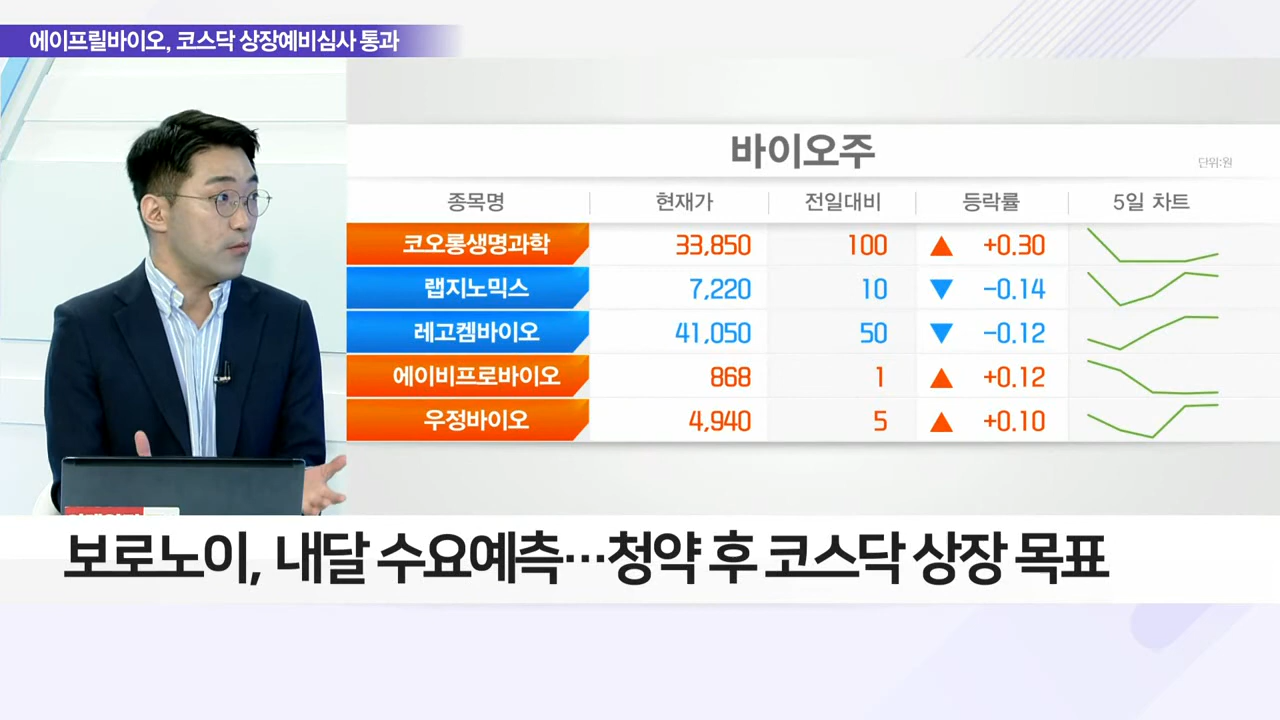 에이프릴바이오, 코스닥 상장예비심사 통과
바이오주
단위:원
종목명 현재가 전일대비 등락률 5일 차트
코오롱생명과학 33,850 100 ▲ +0.30
랩지노믹스 7,220 10 ▼ -0.14
레고켐바이오 41,050 50 ▼ -0.12
에이비프로바이오 868 1 ▲ +0.12
우정바이오 4,940 5 ▲ +0.10
보로노이, 내달 수요예측…청약 후 코스닥 상장 목표